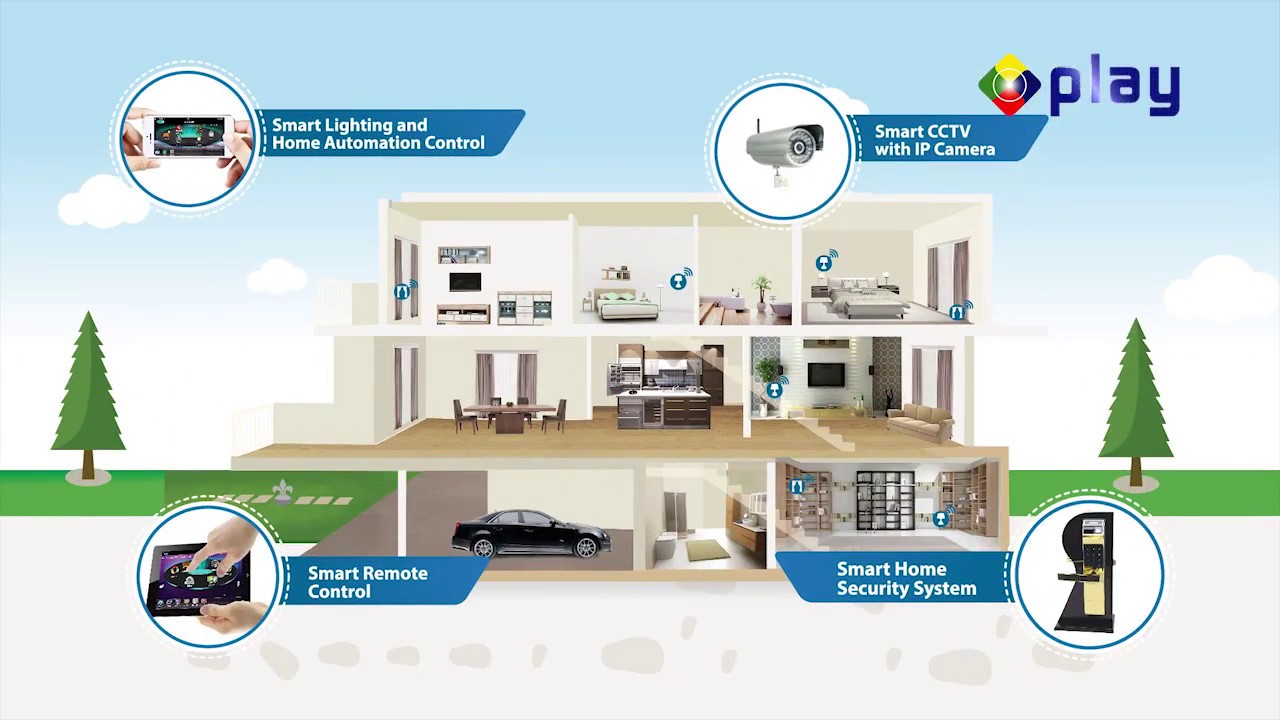 play
Smart Lighting and
Home Automation Control
Smart CCTV
with IP Camera
Smart Remote
Control
Smart Home
Security System